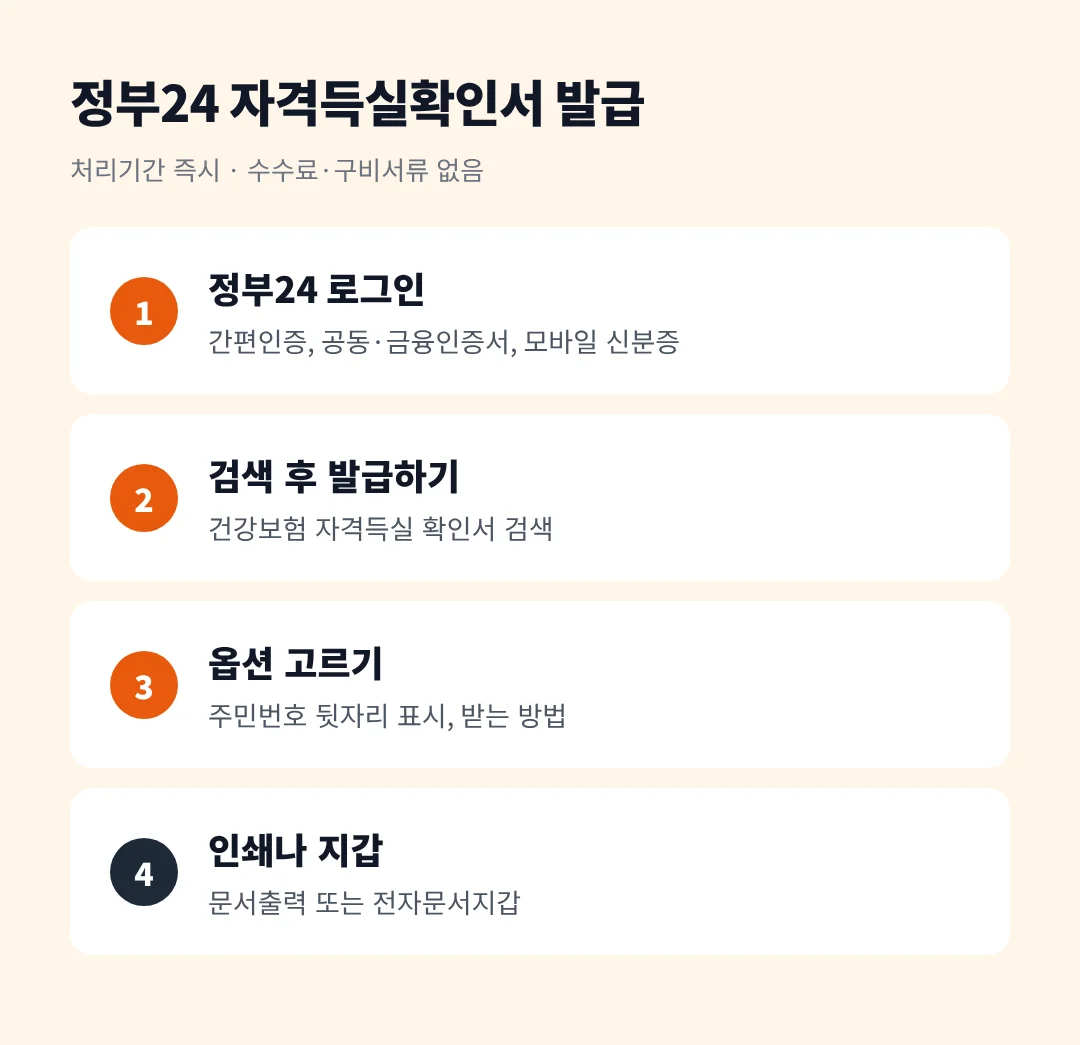 정부24 자격득실확인서 발급
처리기간 즉시 · 수수료·구비서류 없음
1
정부24 로그인
간편인증, 공동·금융인증서, 모바일 신분증
2
검색 후 발급하기
건강보험 자격득실 확인서 검색
3
옵션 고르기
주민번호 뒷자리 표시, 받는 방법
4
인쇄나 지갑
문서출력 또는 전자문서지갑